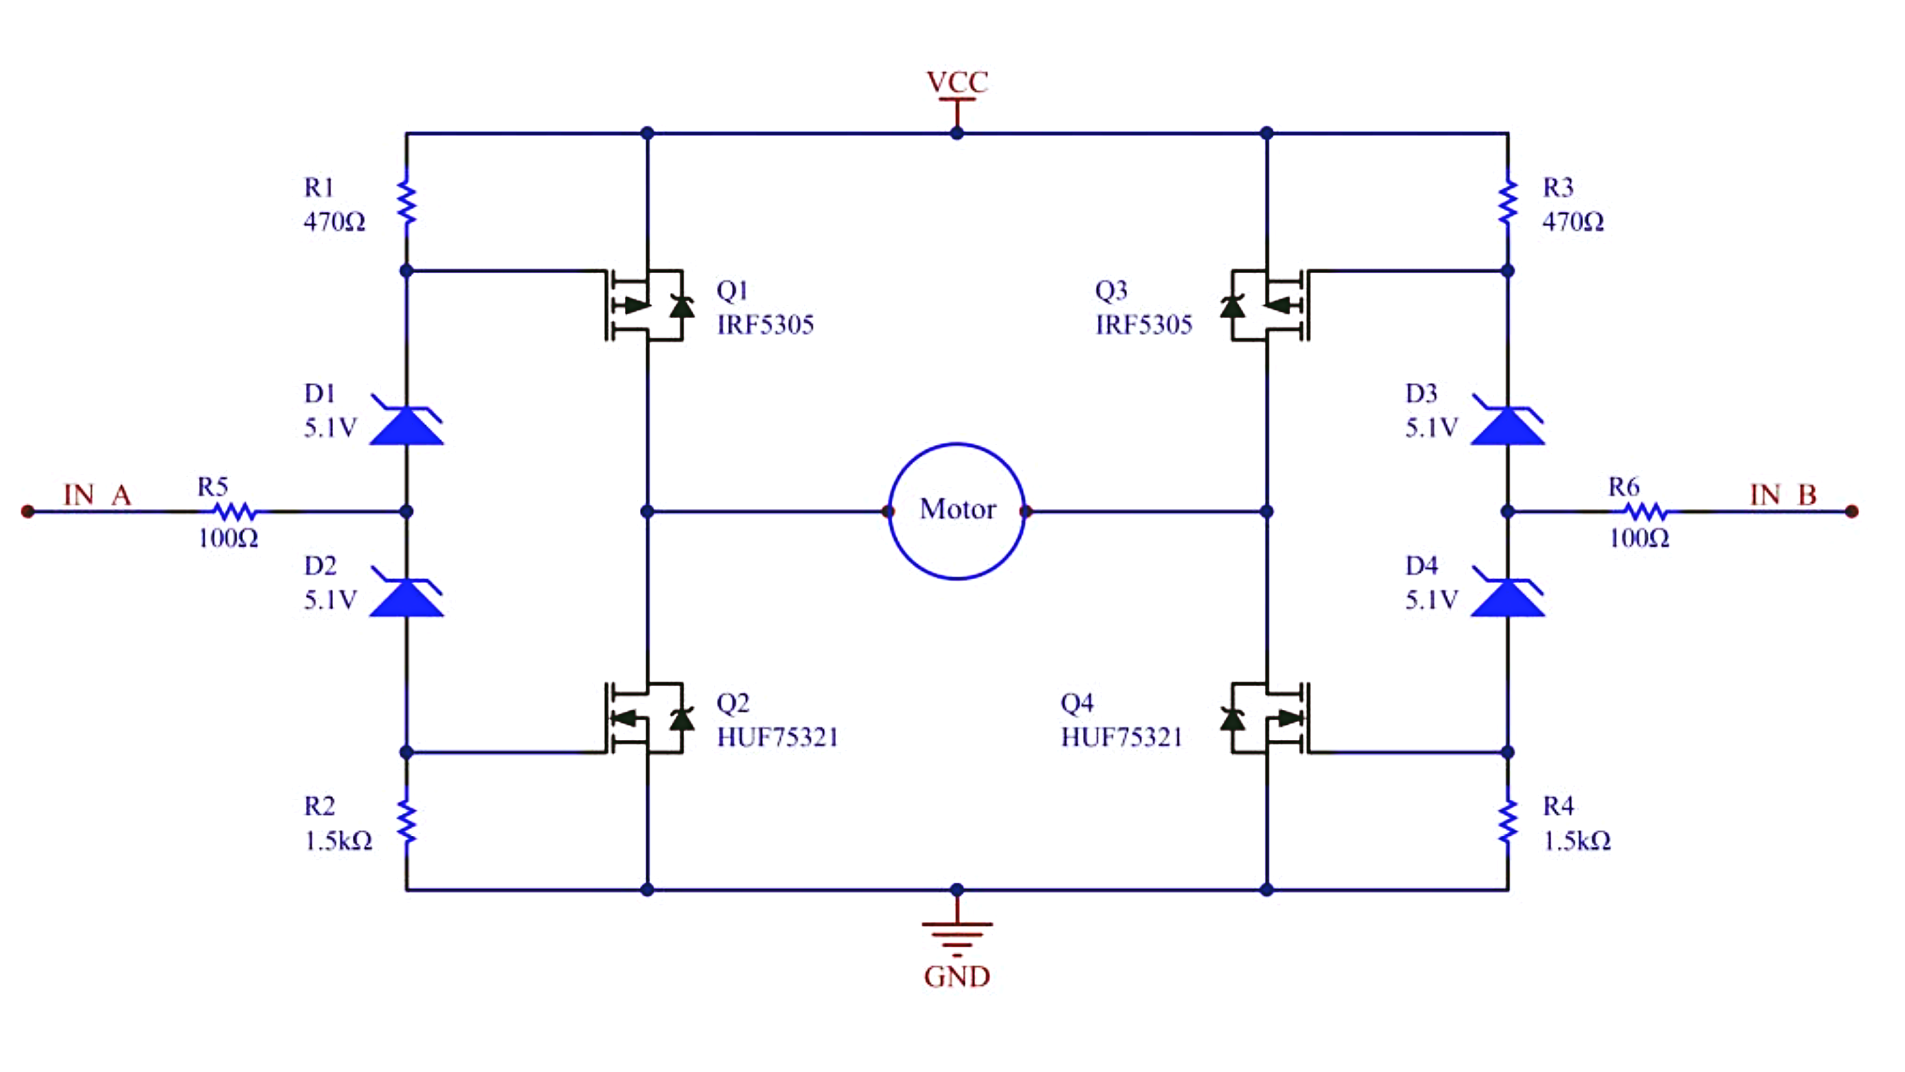 VCC
R1
470Ω
R3
470Ω
Q1
IRF5305
Q3
IRF5305
D1
5.1V
D3
5.1V
IN A
R5
100Ω
Motor
R6
100Ω
IN B
D2
5.1V
D4
5.1V
Q2
HUF75321
Q4
HUF75321
R2
1.5kΩ
R4
1.5kΩ
GND